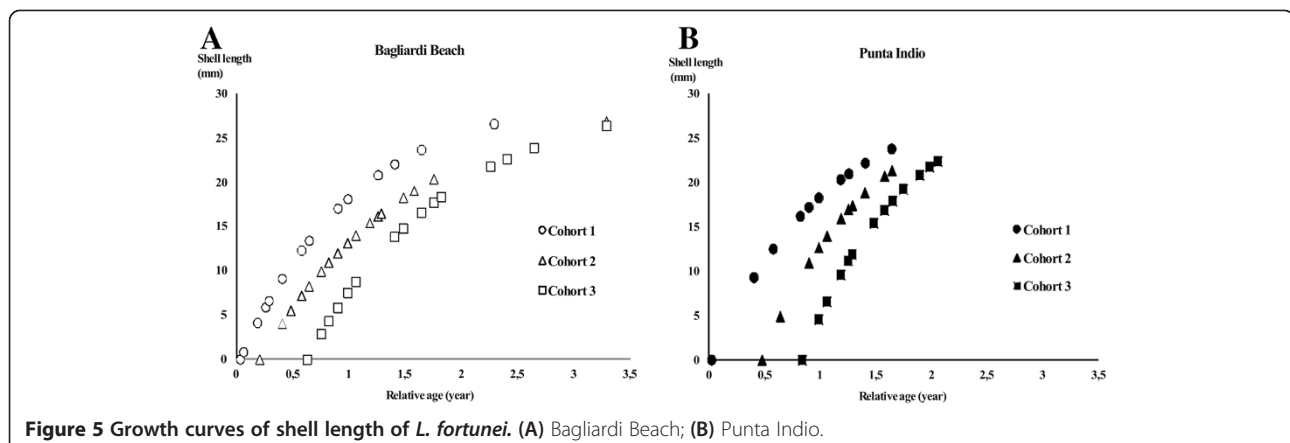 A
Bagliardi Beach
Shell length
(mm)
30
25
20
15
10
5
0
0
0,5
1
1,5
2
2,5
3
3,5
Relative age (year)
Cohort 1
Cohort 2
Cohort 3
B
Punta Indio
Shell length
(mm)
30
25
20
15
10
5
0
0
0,5
1
1,5
2
2,5
3
3,5
Relative age (year)
Cohort 1
Cohort 2
Cohort 3
Figure 5 Growth curves of shell length of L. fortunei. (A) Bagliardi Beach; (B) Punta Indio.